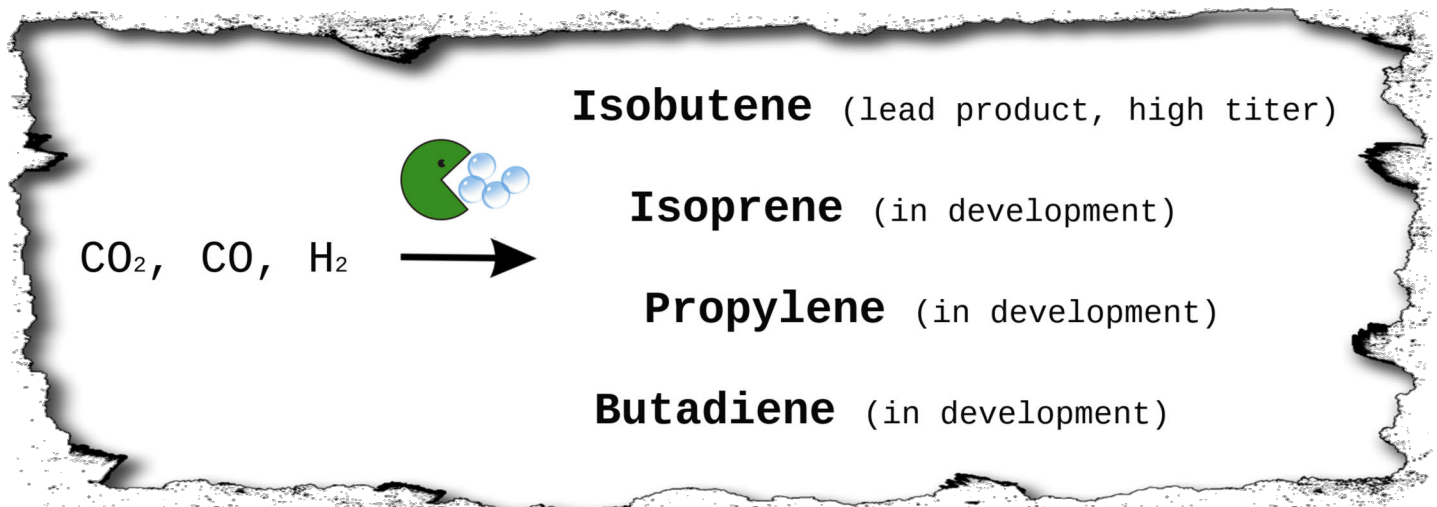 Isobutene (lead product, high titer)
Isoprene (in development)
CO₂, CO, H₂
Propylene (in development)
Butadiene (in development)